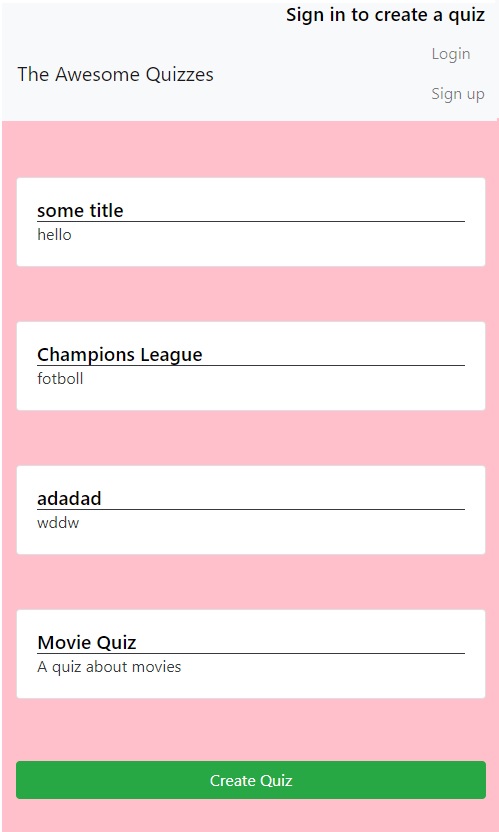 Sign in to create a quiz
Login
The Awesome Quizzes
Sign up
some title
hello
Champions League
fotboll
adadad
wddw
Movie Quiz
A quiz about movies
Create Quiz